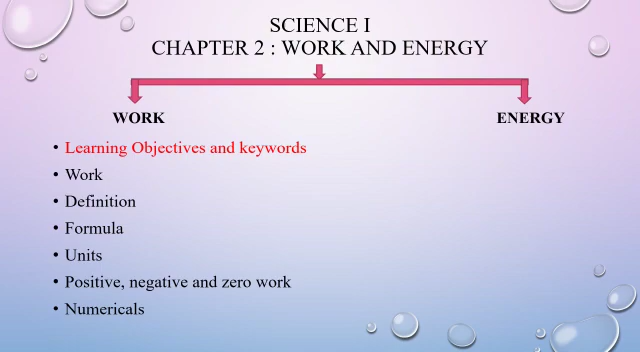 SCIENCE I
CHAPTER 2 : WORK AND ENERGY
WORK
ENERGY
• Learning Objectives and keywords
• Work
• Definition
• Formula
• Units
• Positive, negative and zero work
• Numericals